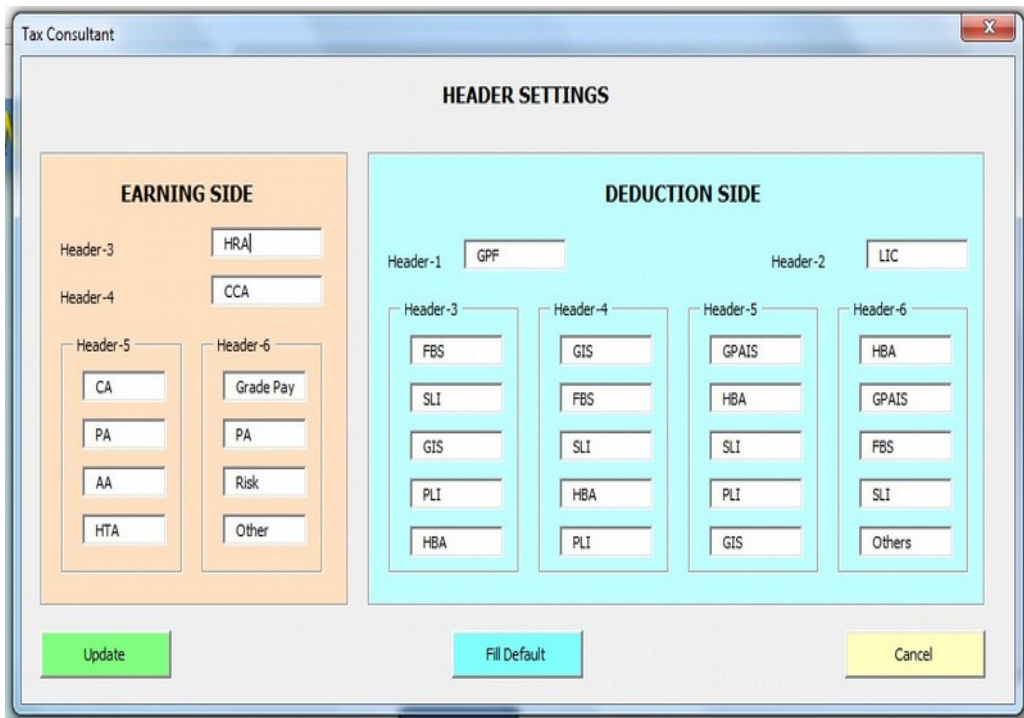 Tax Consultant
X
HEADER SETTINGS
EARNING SIDE
Header-3 HRA
Header-4 CCA
Header-5 Header-6
CA Grade Pay
PA PA
AA Risk
HTA Other
DEDUCTION SIDE
Header-1 GPF Header-2 LIC
Header-3 Header-4 Header-5 Header-6
FBS GIS GPAIS HBA
SLI FBS HBA GPAIS
GIS SLI SLI FBS
PLI HBA PLI SLI
HBA PLI GIS Others
Update Fill Default Cancel